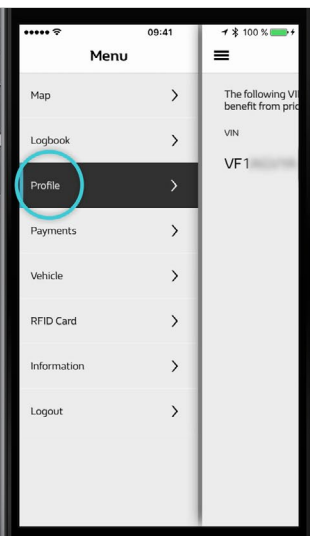 09:41
100 %
Menu
Map
Logbook
Profile
Payments
Vehicle
RFID Card
Information
Logout
The following VI
benefit from pric
VIN
VF1